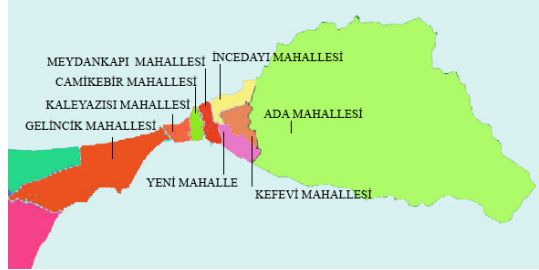 MEYDANKAPI MAHALLESİ
İNCEDAYI MAHALLESİ
CAMİKEBİR MAHALLESİ
KALEYAZISI MAHALLESİ
ADA MAHALLESİ
GELİNCİK MAHALLESİ
YENİ MAHALLE
KEFEVİ MAHALLESİ